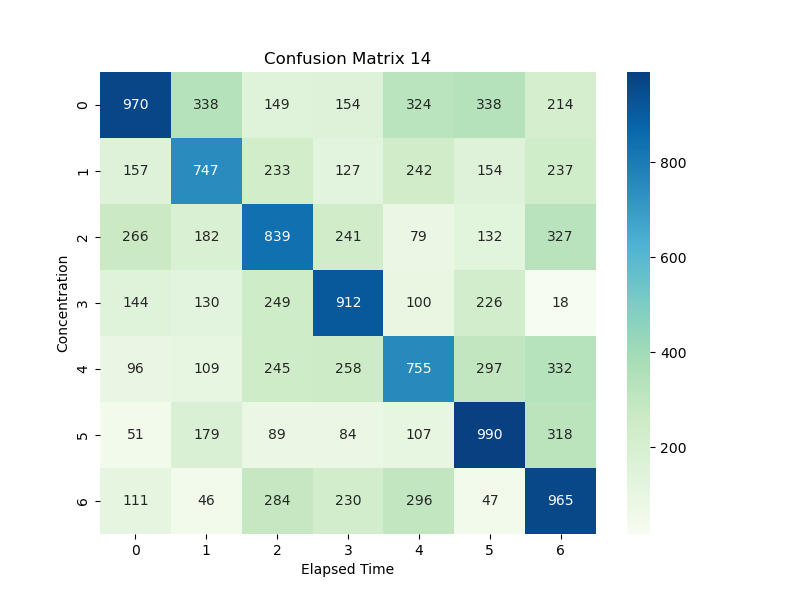 Confusion Matrix 14
0 970 338 149 154 324 338 214
1 157 747 233 127 242 154 237
2 266 182 839 241 79 132 327
3 144 130 249 912 100 226 18
4 96 109 245 258 755 297 332
5 51 179 89 84 107 990 318
6 111 46 284 230 296 47 965
0 1 2 3 4 5 6
Elapsed Time
Concentration
800
600
400
200